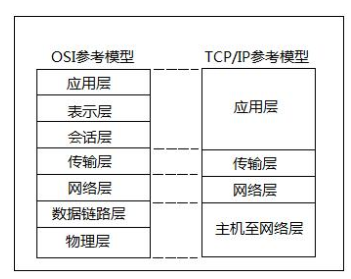 OSI参考模型
TCP/IP参考模型
应用层
表示层
会话层
传输层
网络层
数据链路层
物理层
应用层
传输层
网络层
主机至网络层